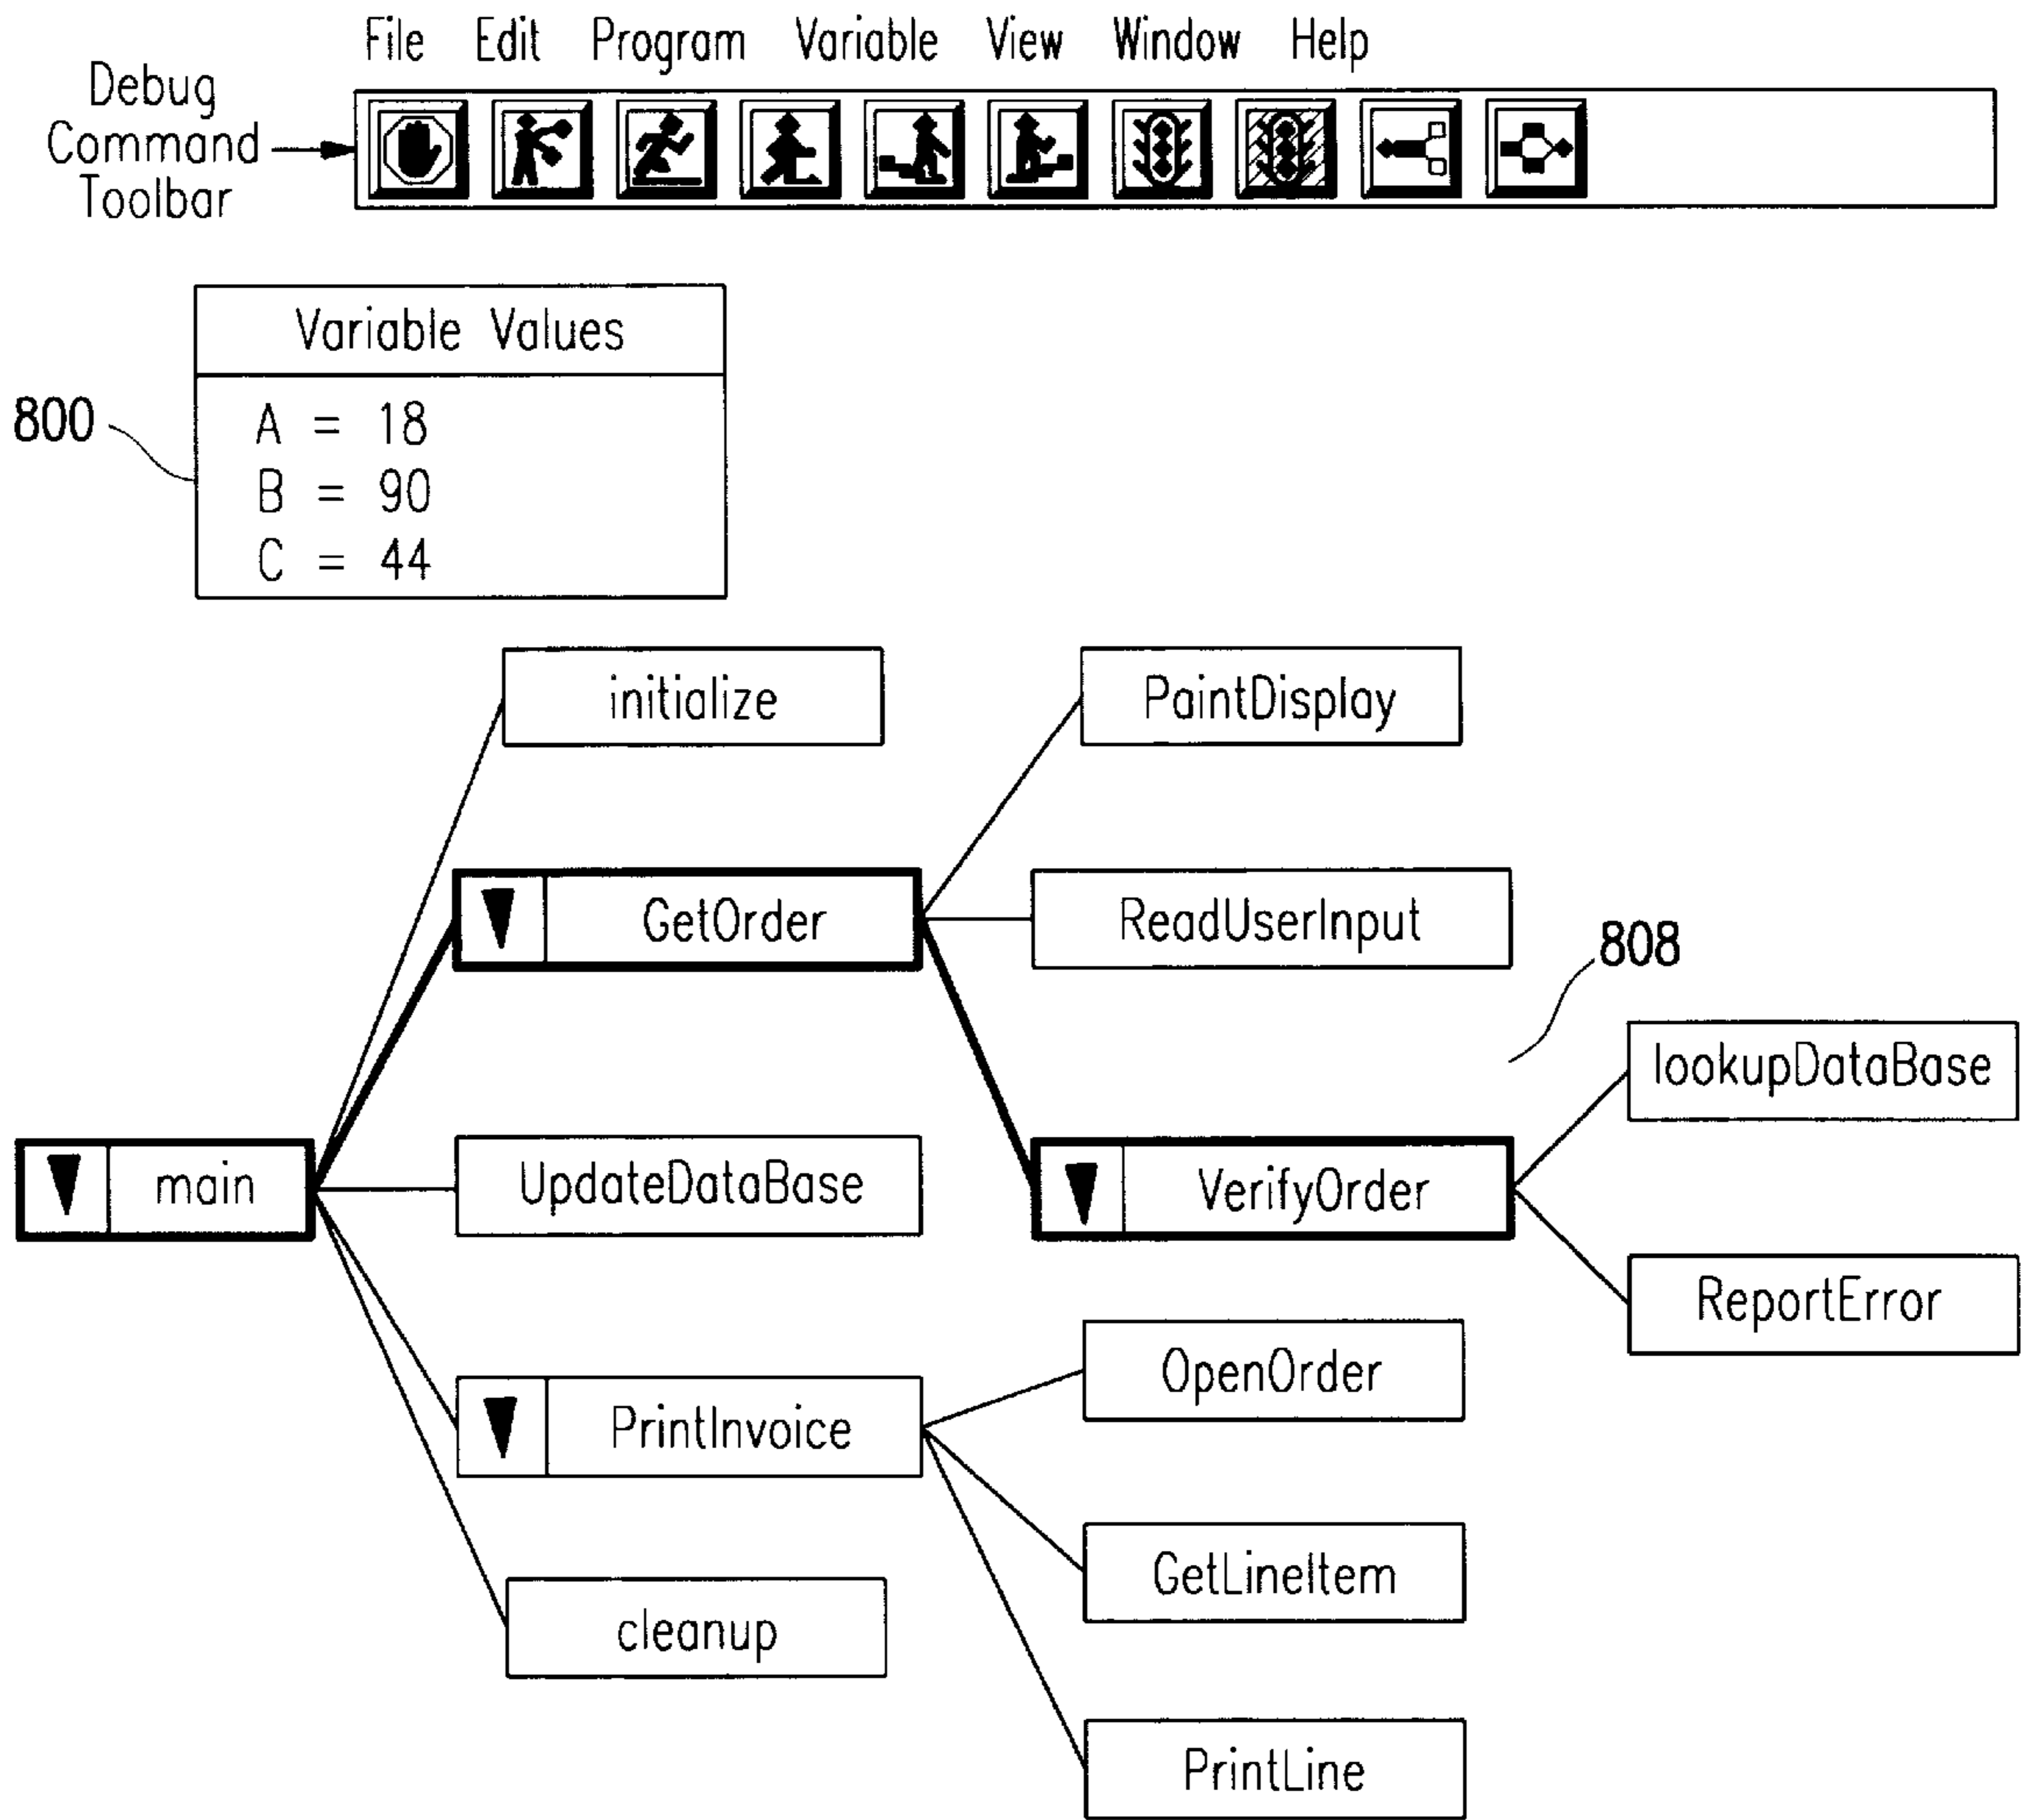 File Edit Program Variable View Window Help
Debug
Command
Toolbar
Variable Values
800
A = 18
B = 90
C = 44
initialize
PaintDisplay
GetOrder
ReadUserInput
808
lookupDataBase
main
UpdateDataBase
VerifyOrder
ReportError
OpenOrder
PrintInvoice
GetLineItem
cleanup
PrintLine